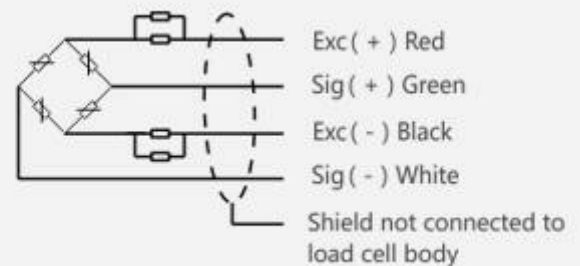 Exc( + ) Red
Sig( + ) Green
Exc( - ) Black
Sig( - ) White
Shield not connected to
load cell body